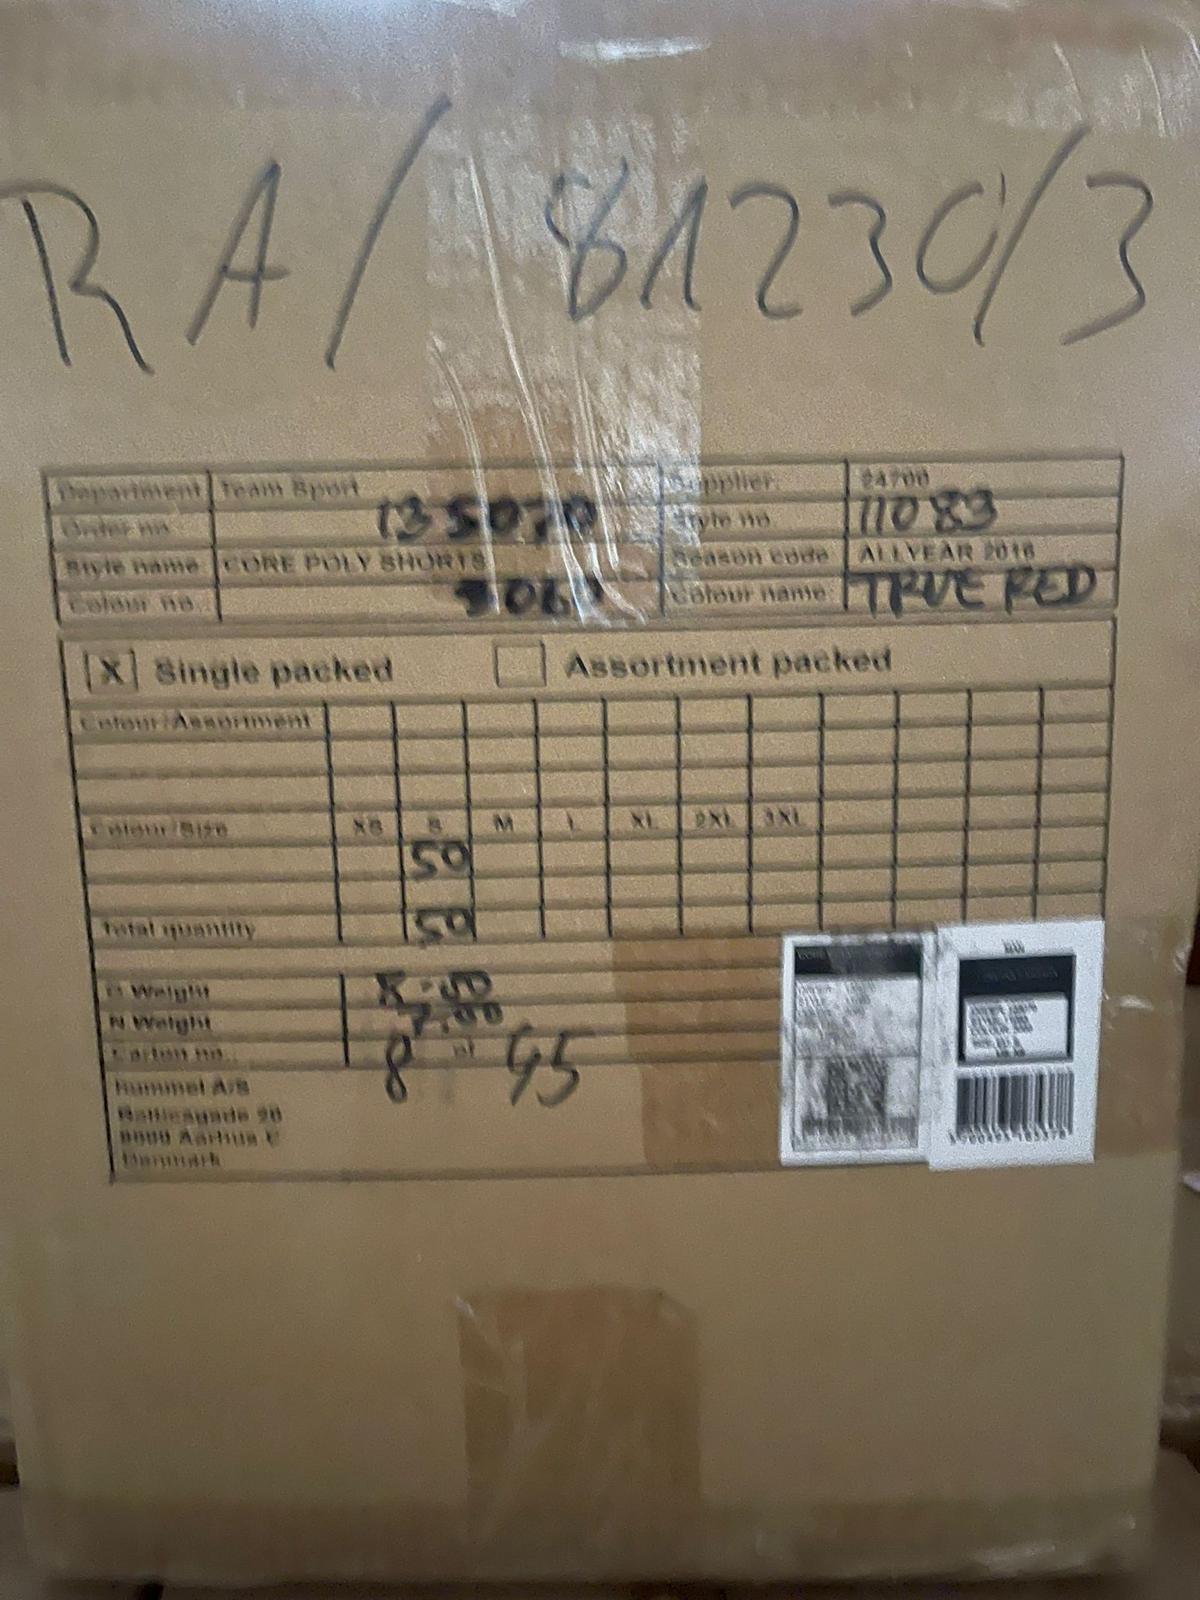 RA/ 81230/3
Department Team Sport Supplier: 24700
Order no. 135070 Style no. 11083
Style name CORE POLY SHORTS Season code ALLYEAR 2016
Colour no. 3062 Colour name: TRUE RED
X Single packed Assortment packed
Colour/Assortment
Colour/Size XS S M L XL 2XL 3XL
50
Total quantity 50
G Weight 8.00
N Weight 7.00
Carton no. 8 of 45
Hummel A/S
Balticagade 20
8000 Aarhus C
Denmark